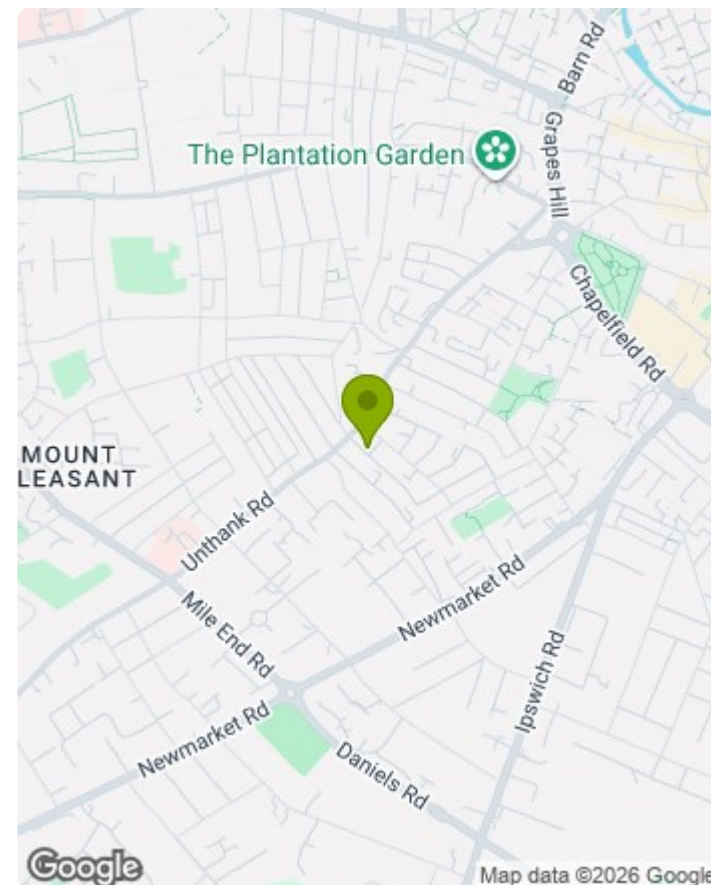 Barn Rd
Grapes Hill
The Plantation Garden
Chapelfield Rd
MOUNT
LEASANT
Unthank Rd
Mile End Rd
Newmarket Rd
Ipswich Rd
Newmarket Rd
Daniels Rd
Google
Map data ©2026 Google